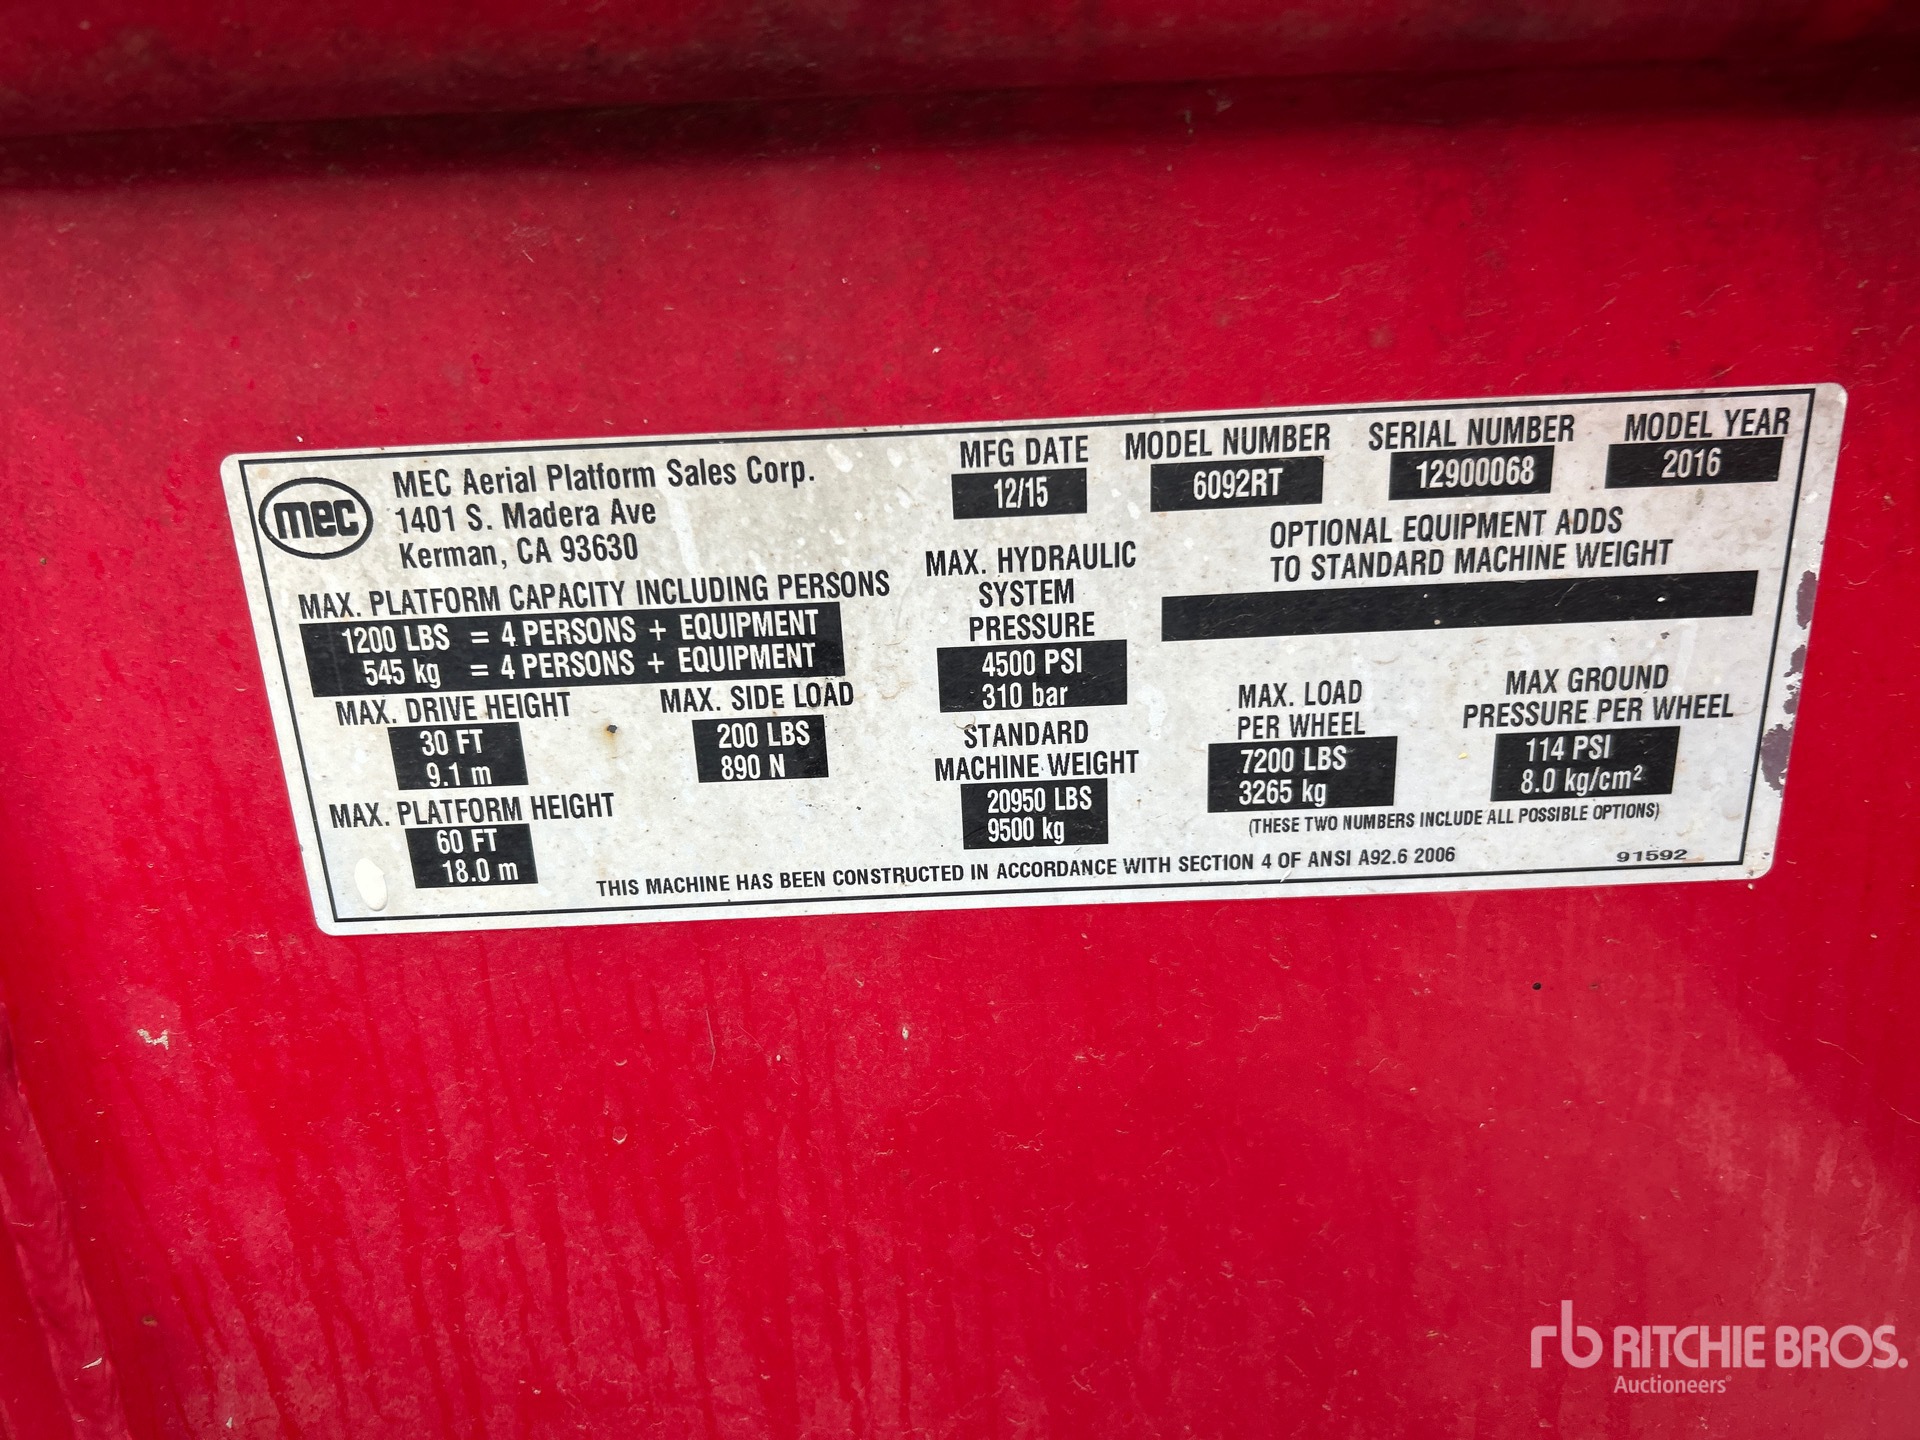 mec
MEC Aerial Platform Sales Corp.
1401 S. Madera Ave
Kerman, CA 93630
MFG DATE
12/15
MODEL NUMBER
6092RT
SERIAL NUMBER
12900068
MODEL YEAR
2016
MAX. PLATFORM CAPACITY INCLUDING PERSONS
1200 LBS = 4 PERSONS + EQUIPMENT
545 kg = 4 PERSONS + EQUIPMENT
MAX. DRIVE HEIGHT
30 FT
9.1 m
MAX. SIDE LOAD
200 LBS
890 N
MAX. PLATFORM HEIGHT
60 FT
18.0 m
MAX. HYDRAULIC
SYSTEM
PRESSURE
4500 PSI
310 bar
STANDARD
MACHINE WEIGHT
20950 LBS
9500 kg
OPTIONAL EQUIPMENT ADDS
TO STANDARD MACHINE WEIGHT
MAX. LOAD
PER WHEEL
7200 LBS
3265 kg
MAX GROUND
PRESSURE PER WHEEL
114 PSI
8.0 kg/cm²
(THESE TWO NUMBERS INCLUDE ALL POSSIBLE OPTIONS)
THIS MACHINE HAS BEEN CONSTRUCTED IN ACCORDANCE WITH SECTION 4 OF ANSI A92.6 2006
91592
rb RITCHIE BROS.
Auctioneers